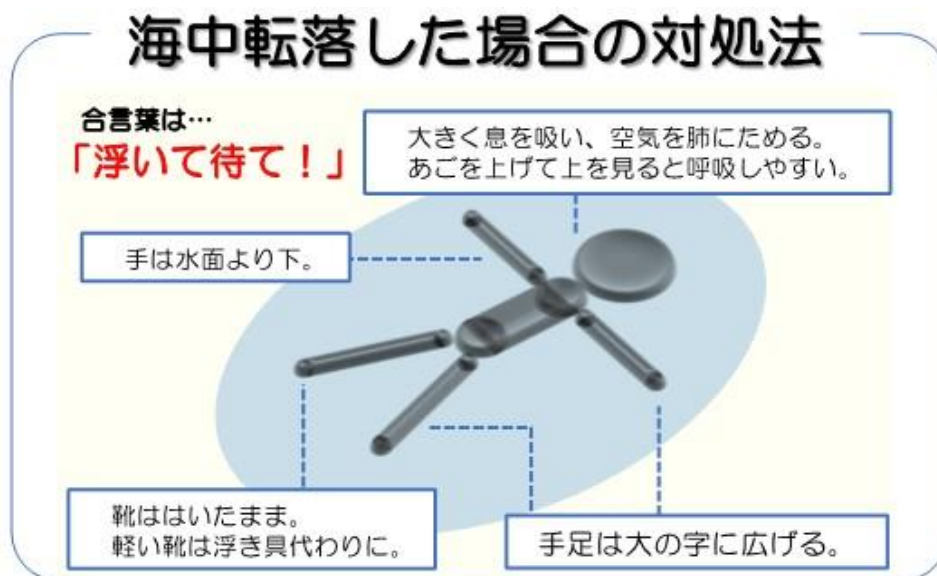 海中転落した場合の対処法
合言葉は…
「浮いて待て！」
大きく息を吸い、空気を肺にためる。
あごを上げて上を見ると呼吸しやすい。
手は水面より下。
靴ははいたまま。
軽い靴は浮き具代わりに。
手足は大の字に広げる。